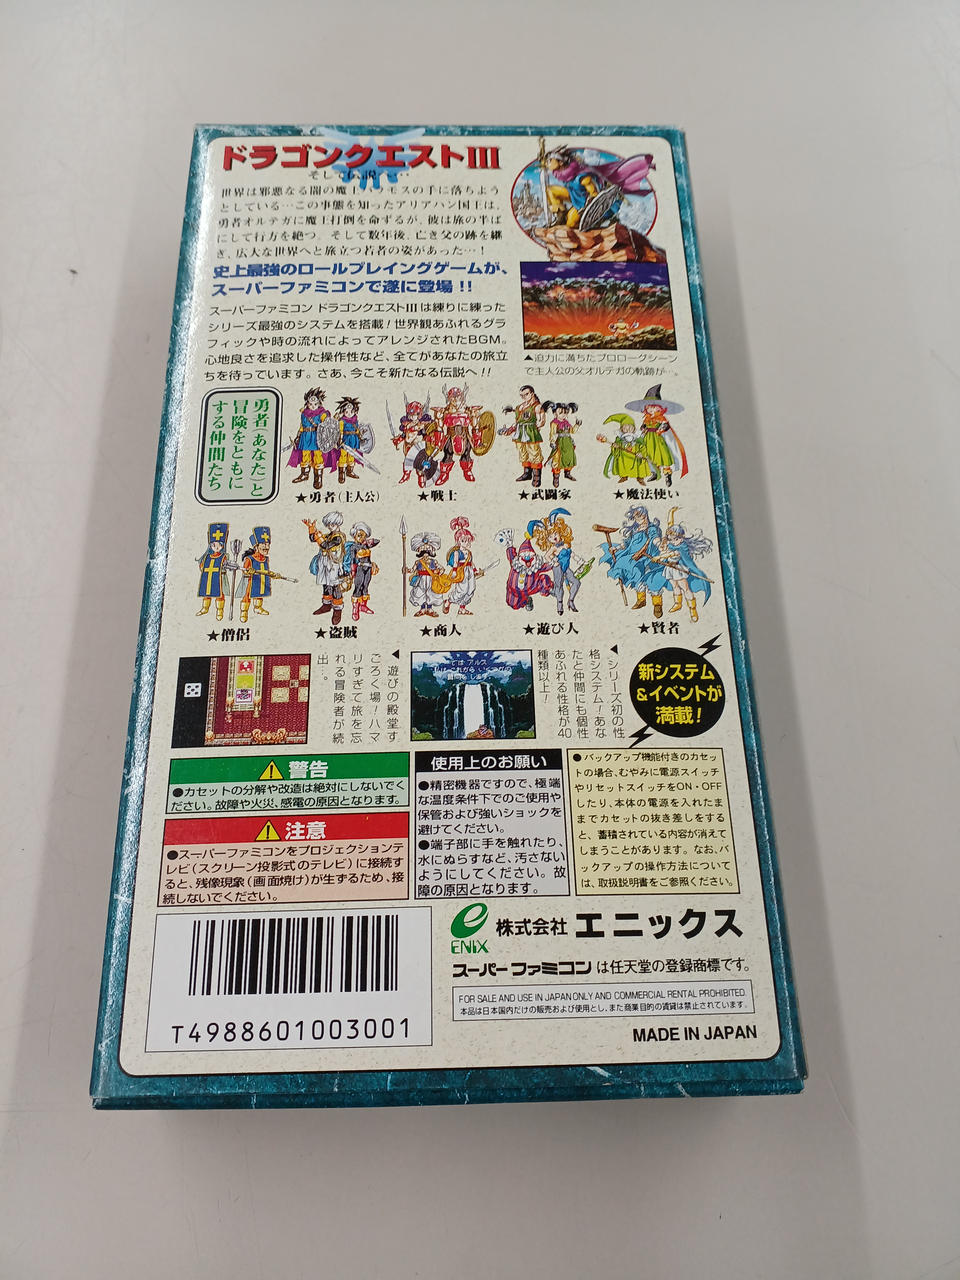 ドラゴンクエストIII
そして伝説へ…
世界は邪悪なる闇の魔王バラモスの手に落ちよう
としている…この事態を知ったアリアハン国王は、
勇者オルテガに魔王打倒を命ずるが、彼は旅の半ば
にして行方を絶つ。そして数年後、亡き父の跡を継
ぎ、広大な世界へと旅立つ若者の姿があった…！
史上最強のロールプレイングゲームが、
スーパーファミコンで遂に登場！！
スーパーファミコン ドラゴンクエストIIIは練りに練った
シリーズ最強のシステムを搭載！世界観あふれるグラ
フィックや時の流れによってアレンジされたBGM。
心地良さを追求した操作性など、全てがあなたの旅立
ちを待っています。さあ、今こそ新たなる伝説へ！！
▲迫力に満ちたプロローグシーン
で主人公の父オルテガの軌跡が…。
勇者(あなた)と
冒険をともに
する仲間たち
★勇者(主人公)
★戦士
★武闘家
★魔法使い
★僧侶
★盗賊
★商人
★遊び人
★賢者
▲遊びの殿堂す
ごろく場！ハマ
りすぎて旅を忘
れる冒険者が続
出…。
では アルス
▲シリーズ初の性
格システム！あな
たと仲間にも個性
あふれる性格が40
種類以上！
新システム
&イベントが
満載！
警告
●カセットの分解や改造は絶対にしないでく
ださい。故障や火災、感電の原因となります。
注意
●スーパーファミコンをプロジェクションテ
レビ(スクリーン投影式のテレビ)に接続す
ると、残像現象(画面焼け)が生ずるため、接
続しないでください。
使用上のお願い
●精密機器ですので、極端
な温度条件下でのご使用や
保管および強いショックを
避けてください。
●端子部に手を触れたり、
水にぬらすなど、汚さない
ようにしてください。故
障の原因となります。
●バックアップ機能付きのカセッ
トの場合、むやみに電源スイッチ
やリセットスイッチをON・OFF
したり、本体の電源を入れたま
までカセットの抜き差しをする
と、蓄積されている内容が消えて
しまうことがあります。なお、バ
ックアップの操作方法について
は、取扱説明書をご参照ください。
T4988601003001
ENIX
株式会社 エニックス
スーパーファミコンは任天堂の登録商標です。
FOR SALE AND USE IN JAPAN ONLY AND COMMERCIAL RENTAL PROHIBITED.
本品は日本国内だけの販売および使用とし、また商業目的の賃貸は禁止されています。
MADE IN JAPAN